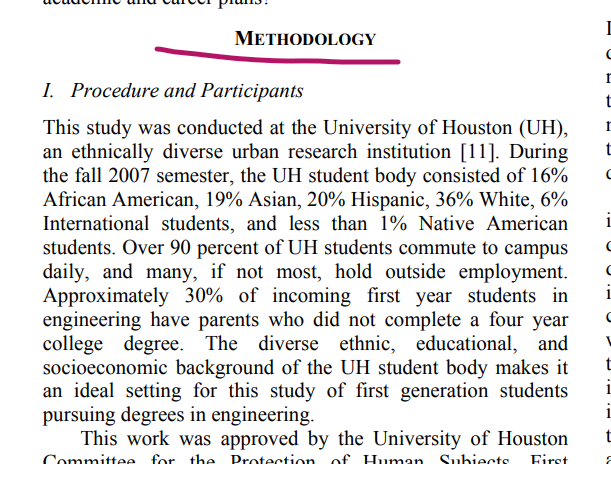 academic and career plans?
METHODOLOGY
I. Procedure and Participants
This study was conducted at the University of Houston (UH),
an ethnically diverse urban research institution [11]. During
the fall 2007 semester, the UH student body consisted of 16%
African American, 19% Asian, 20% Hispanic, 36% White, 6%
International students, and less than 1% Native American
students. Over 90 percent of UH students commute to campus
daily, and many, if not most, hold outside employment.
Approximately 30% of incoming first year students in
engineering have parents who did not complete a four year
college degree. The diverse ethnic, educational, and
socioeconomic background of the UH student body makes it
an ideal setting for this study of first generation students
pursuing degrees in engineering.
This work was approved by the University of Houston
Committee for the Protection of Human Subjects. First